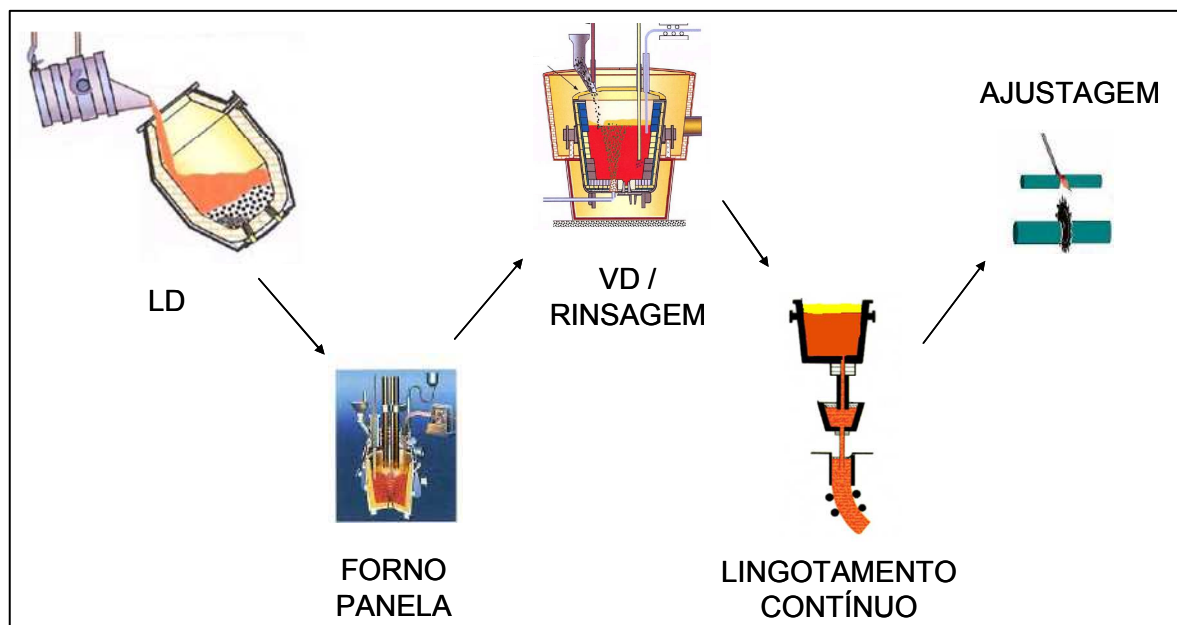 LD
FORNO
PANELA
VD /
RINSAGEM
LINGOTAMENTO
CONTÍNUO
AJUSTAGEM